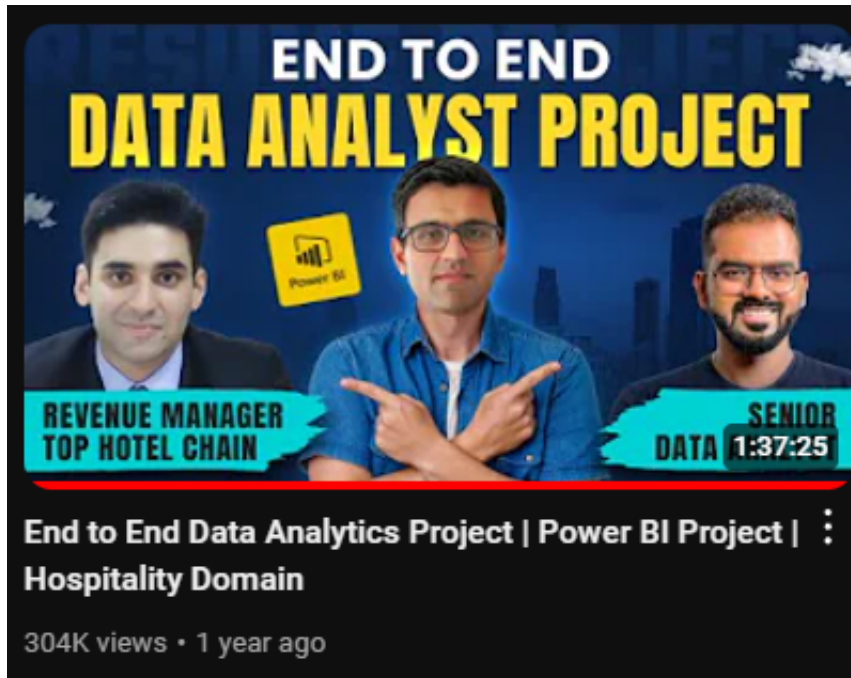 END TO END
DATA ANALYST PROJECT
Power BI
REVENUE MANAGER
TOP HOTEL CHAIN
SENIOR
DATA
1:37:25
End to End Data Analytics Project | Power BI Project |
Hospitality Domain
304K views • 1 year ago